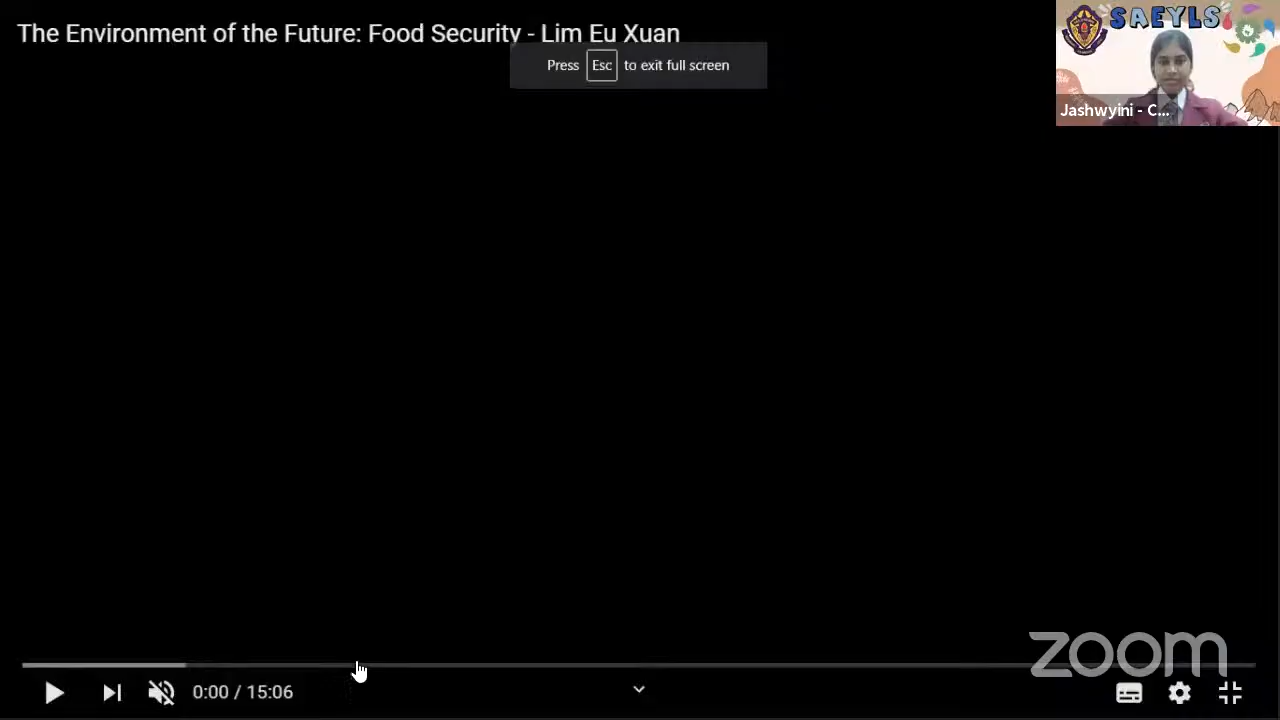 The Environment of the Future: Food Security - Lim Eu Xuan
SAEYLS
Press Esc to exit full screen
Jashwyini - C...
zoom
0:00 / 15:06